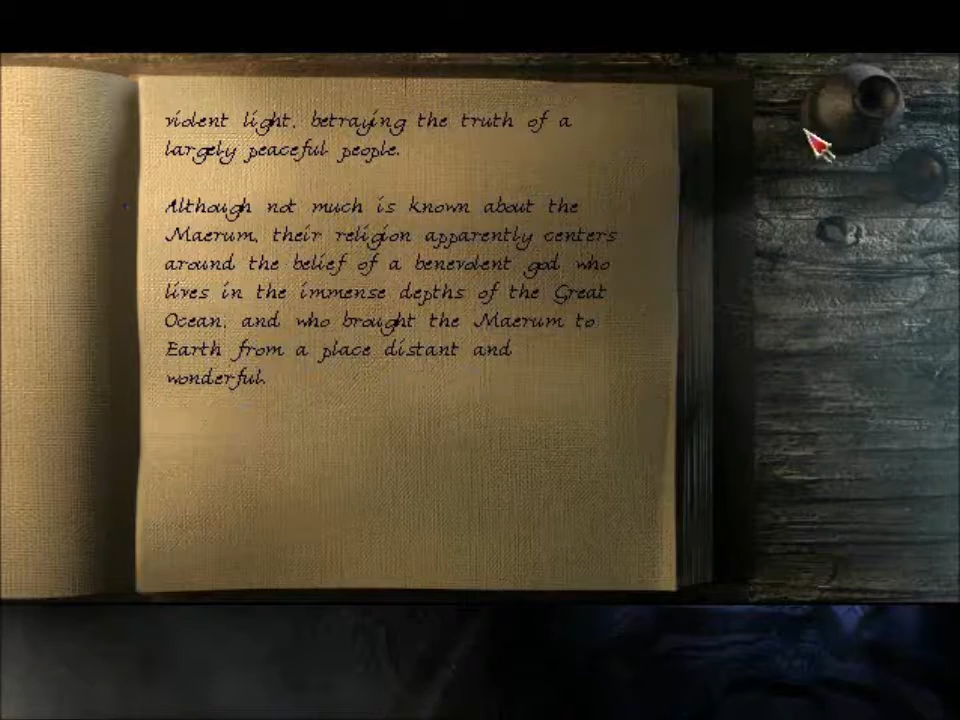 violent light, betraying the truth of a
largely peaceful people.
Although not much is known about the
Maerum, their religion apparently centers
around the belief of a benevolent god who
lives in the immense depths of the Great
Ocean, and who brought the Maerum to
Earth from a place distant and
wonderful.